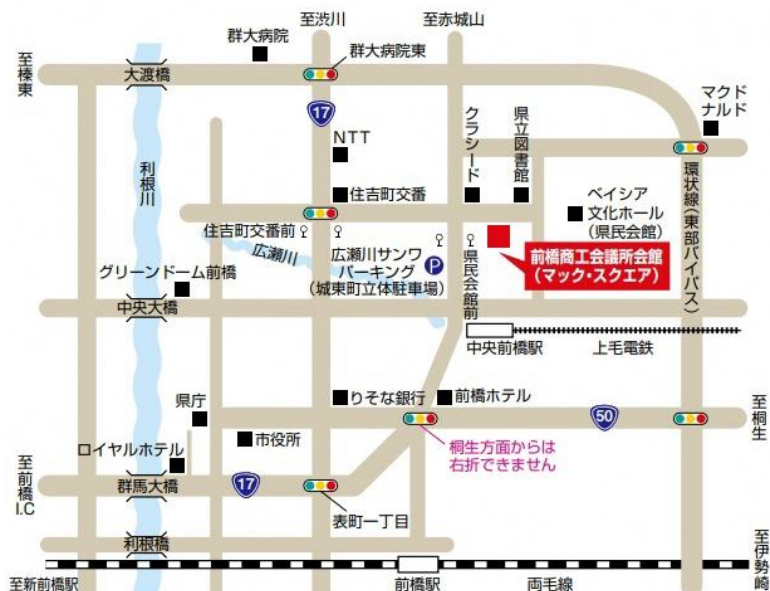 至渋川
至赤城山
群大病院
群大病院東
至榛東
大渡橋
17
マクド
ナルド
クラシード
県立図書館
NTT
利根川
住吉町交番
ベイシア
文化ホール
(県民会館)
環状線(東部バイパス)
住吉町交番前
広瀬川
広瀬川サンワ
パーキング
(城東町立体駐車場)
P
県民会館前
前橋商工会議所会館
(マック・スクエア)
グリーンドーム前橋
中央大橋
中央前橋駅
上毛電鉄
県庁
りそな銀行
前橋ホテル
50
至桐生
市役所
桐生方面からは
右折できません
ロイヤルホテル
至前橋I.C
群馬大橋
17
表町一丁目
利根橋
至伊勢崎
至新前橋駅
前橋駅
両毛線